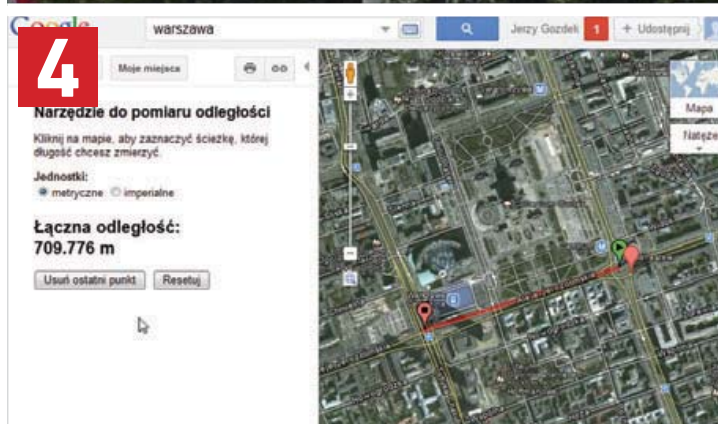 Google
4
warszawa
Jerzy Gozdek 1 + Udostępnij
Moje miejsca
Narzędzie do pomiaru odległości
Kliknij na mapie, aby zaznaczyć ścieżkę, której
długość chcesz zmierzyć.
Jednostki:
metryczne imperialne
Łączna odległość:
709.776 m
Usuń ostatni punkt Resetuj
Mapa
Natęże